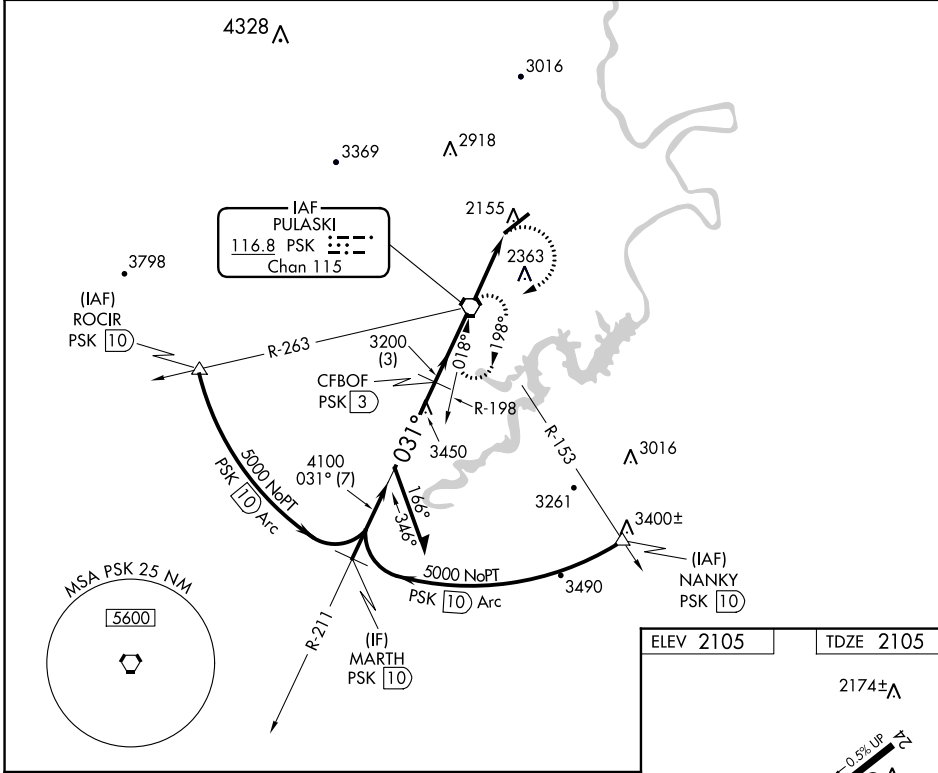 4328
3016
2918
3369
IAF
PULASKI
116.8 PSK
Chan 115
2155
2363
3798
(IAF)
ROCIR
PSK 10
R-263
3200
(3)
018°
198°
CFBOF
PSK 3
R-198
031°
3450
R-153
3016
5000 NoPT
PSK 10 Arc
4100
031° (7)
166°
346°
3261
3400±
(IAF)
NANKY
PSK 10
5000 NoPT
PSK 10 Arc
3490
MSA PSK 25 NM
5600
R-211
(IF)
MARTH
PSK 10
ELEV 2105
TDZE 2105
2174±
0.5% UP
24